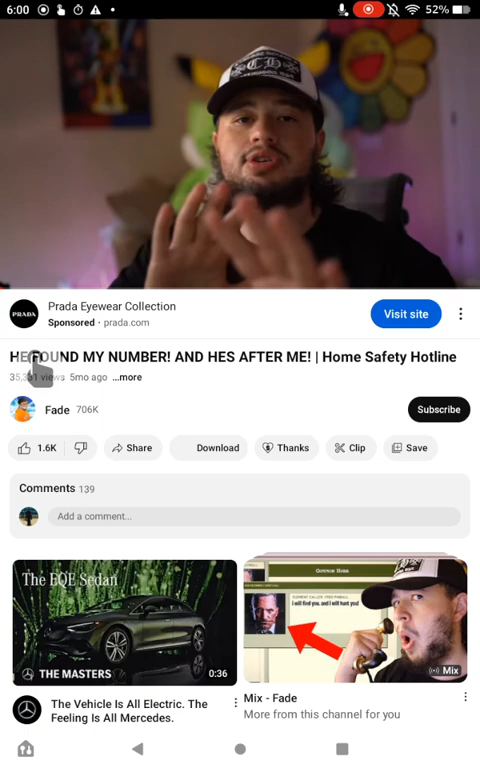 6:00
52%
CD
PRADA
Prada Eyewear Collection
Sponsored · prada.com
Visit site
HE FOUND MY NUMBER! AND HES AFTER ME! | Home Safety Hotline
views 5mo ago ...more
Fade 706K
Subscribe
1.6K
Share
Download
Thanks
Clip
Save
Comments 139
Add a comment...
The EQE Sedan
THE MASTERS
0:36
The Vehicle Is All Electric. The
Feeling Is All Mercedes.
I will find you, and I will hunt you!
Mix
Mix - Fade
More from this channel for you